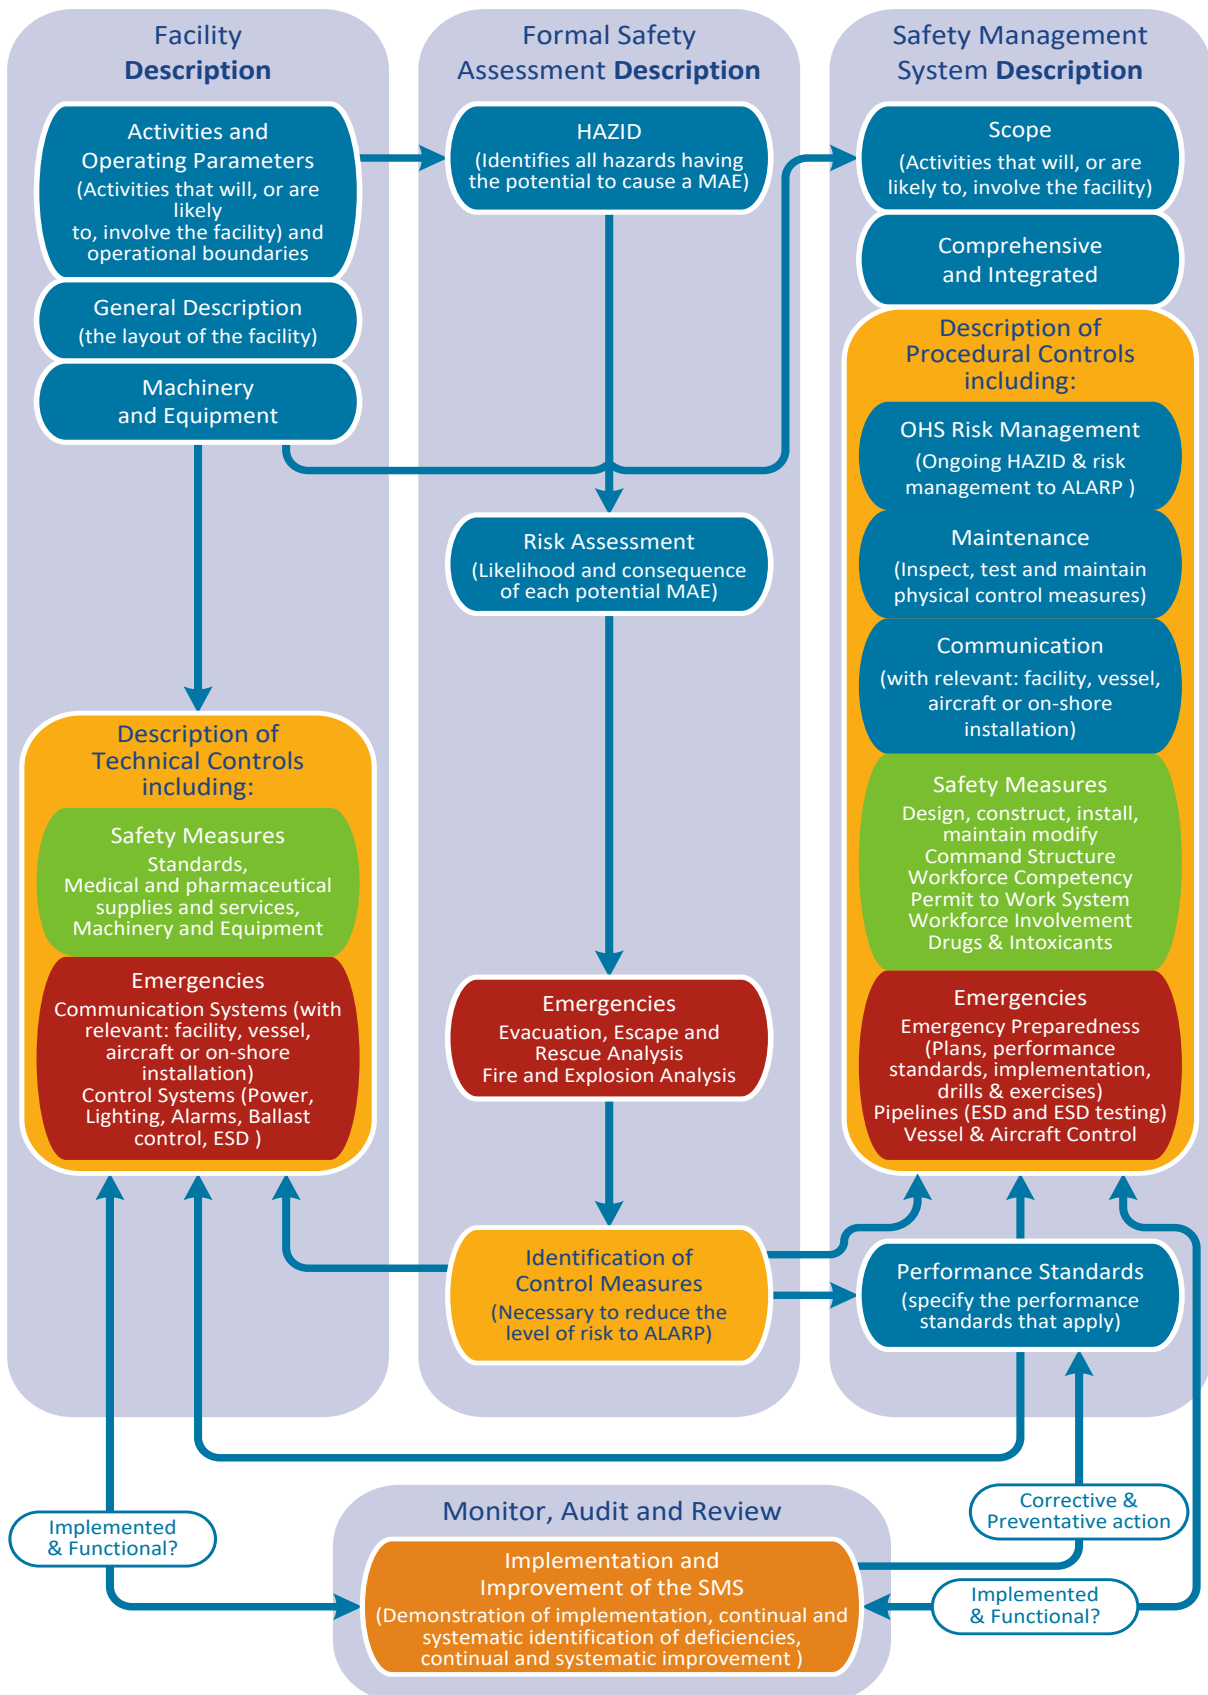 Facility
Description
Activities and
Operating Parameters
(Activities that will, or are
likely
to, involve the facility) and
operational boundaries
General Description
(the layout of the facility)
Machinery
and Equipment
Description of
Technical Controls
including:
Safety Measures
Standards,
Medical and pharmaceutical
supplies and services,
Machinery and Equipment
Emergencies
Communication Systems (with
relevant: facility, vessel,
aircraft or on-shore
installation)
Control Systems (Power,
Lighting, Alarms, Ballast
control, ESD )
Formal Safety
Assessment Description
HAZID
(Identifies all hazards having
the potential to cause a MAE)
Risk Assessment
(Likelihood and consequence
of each potential MAE)
Emergencies
Evacuation, Escape and
Rescue Analysis
Fire and Explosion Analysis
Identification of
Control Measures
(Necessary to reduce the
level of risk to ALARP)
Safety Management
System Description
Scope
(Activities that will, or are
likely to, involve the facility)
Comprehensive
and Integrated
Description of
Procedural Controls
including:
OHS Risk Management
(Ongoing HAZID & risk
management to ALARP )
Maintenance
(Inspect, test and maintain
physical control measures)
Communication
(with relevant: facility, vessel,
aircraft or on-shore
installation)
Safety Measures
Design, construct, install,
maintain modify
Command Structure
Workforce Competency
Permit to Work System
Workforce Involvement
Drugs & Intoxicants
Emergencies
Emergency Preparedness
(Plans, performance
standards, implementation,
drills & exercises)
Pipelines (ESD and ESD testing)
Vessel & Aircraft Control
Performance Standards
(specify the performance
standards that apply)
Implemented
& Functional?
Monitor, Audit and Review
Implementation and
Improvement of the SMS
(Demonstration of implementation, continual and
systematic identification of deficiencies,
continual and systematic improvement )
Corrective &
Preventative action
Implemented
& Functional?